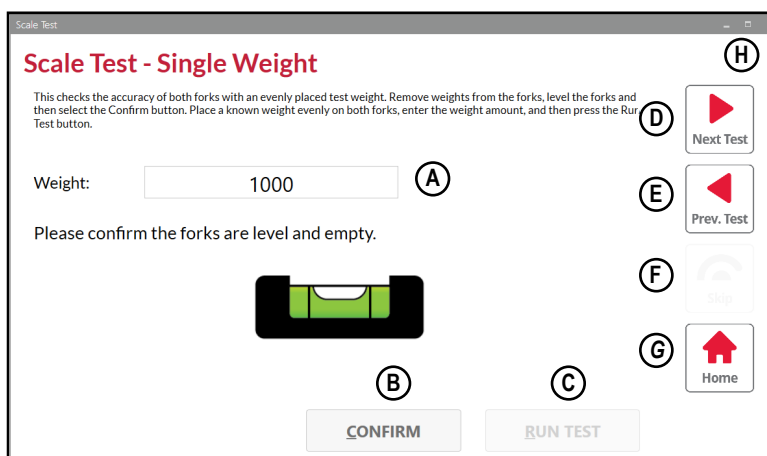 Scale Test
H
Scale Test - Single Weight
This checks the accuracy of both forks with an evenly placed test weight. Remove weights from the forks, level the forks and
then select the Confirm button. Place a known weight evenly on both forks, enter the weight amount, and then press the Run
Test button.
D
Next Test
Weight:
1000
A
E
Prev. Test
Please confirm the forks are level and empty.
F
Skip
G
Home
B
C
CONFIRM
RUN TEST